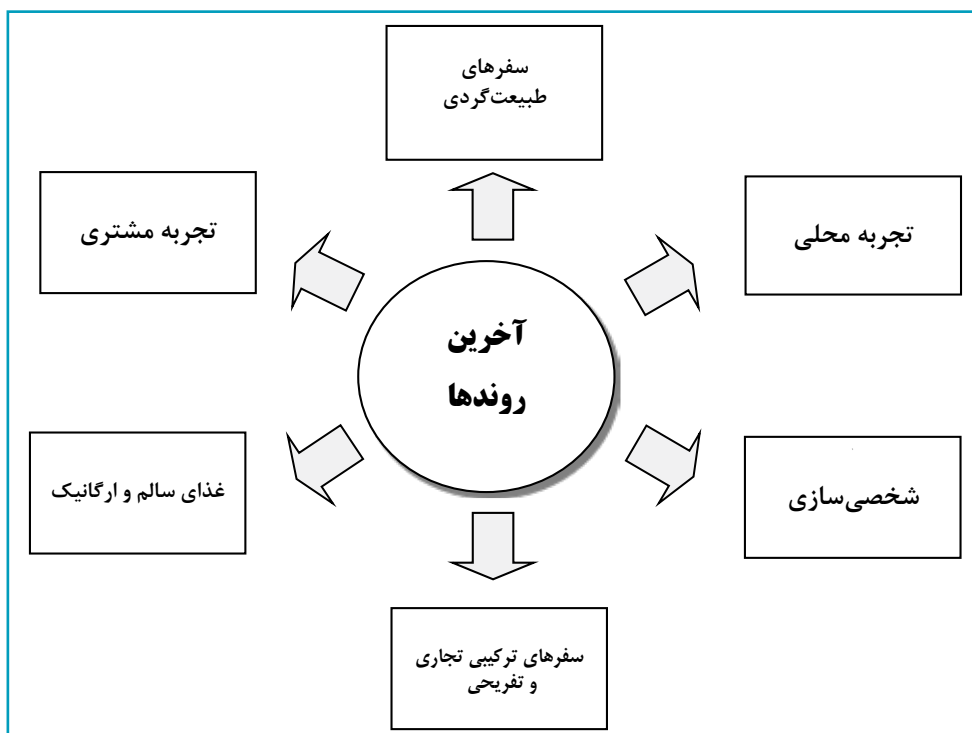 سفرهای
طبیعت‌گردی
تجربه محلی
تجربه مشتری
آخرین
روندها
شخصی‌سازی
غذای سالم و ارگانیک
سفرهای ترکیبی تجاری
و تفریحی